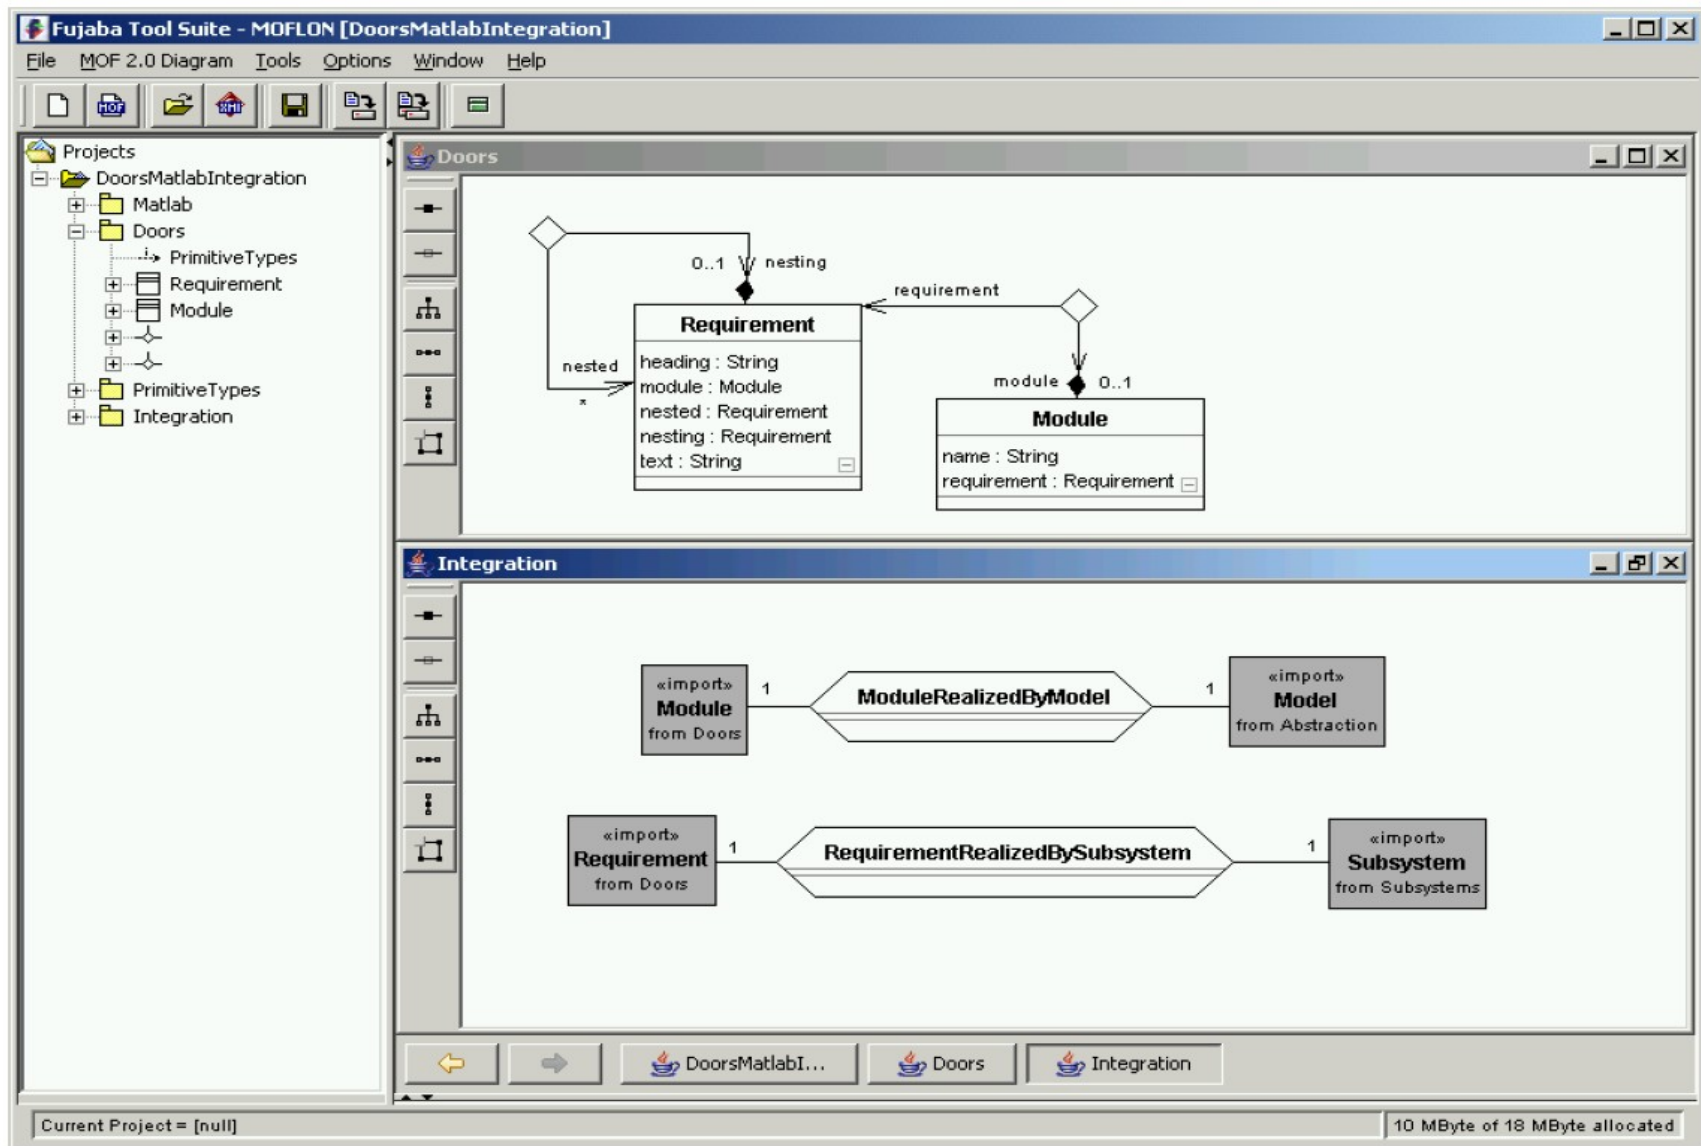 Fujaba Tool Suite - MOFLON [DoorsMatlabIntegration]
File MOF 2.0 Diagram Tools Options Window Help
MOF XMI
Projects
DoorsMatlabIntegration
Matlab
Doors
PrimitiveTypes
Requirement
Module
PrimitiveTypes
Integration
Doors
0..1 nesting
requirement
Requirement
heading : String
module : Module
nested : Requirement
nesting : Requirement
text : String
nested
*
module 0..1
Module
name : String
requirement : Requirement
Integration
«import»
Module
from Doors
1
ModuleRealizedByModel
1
«import»
Model
from Abstraction
«import»
Requirement
from Doors
1
RequirementRealizedBySubsystem
1
«import»
Subsystem
from Subsystems
DoorsMatlabI... Doors Integration
Current Project = [null] 10 MByte of 18 MByte allocated